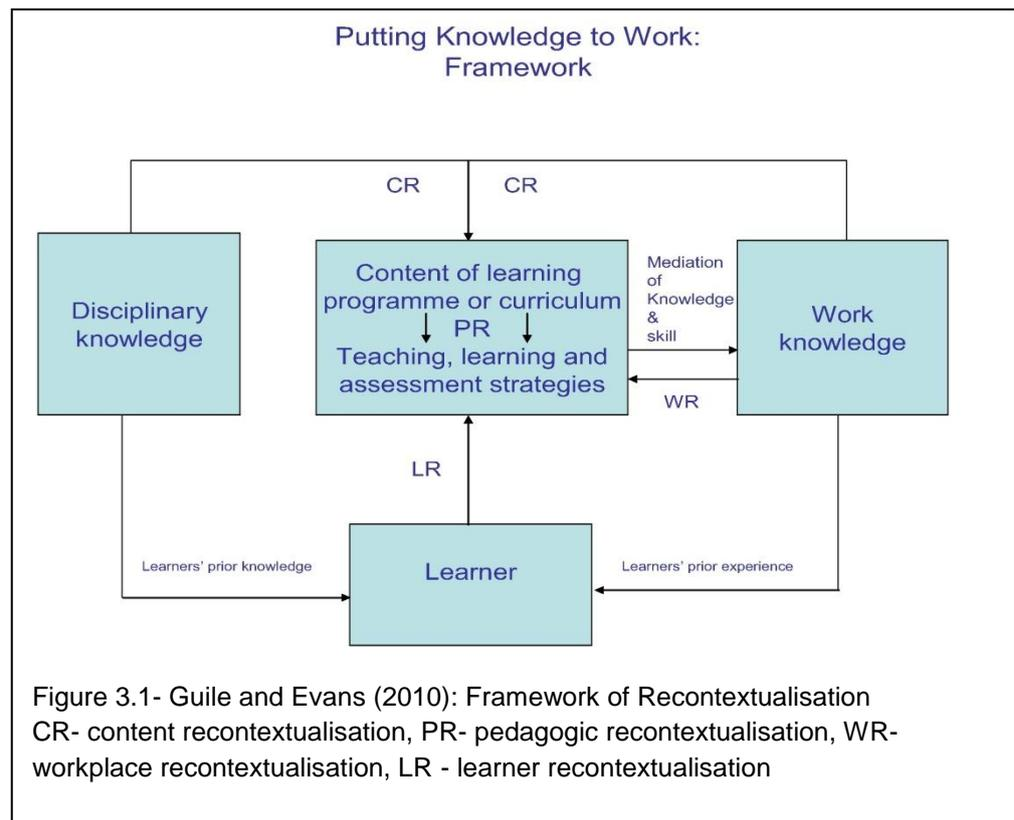 Putting Knowledge to Work:
Framework
CR
CR
Disciplinary
knowledge
Content of learning
programme or curriculum
PR
Teaching, learning and
assessment strategies
Mediation
of
Knowledge
&
skill
WR
Work
knowledge
LR
Learners' prior knowledge
Learner
Learners' prior experience
Figure 3.1- Guile and Evans (2010): Framework of Recontextualisation
CR- content recontextualisation, PR- pedagogic recontextualisation, WR-
workplace recontextualisation, LR - learner recontextualisation